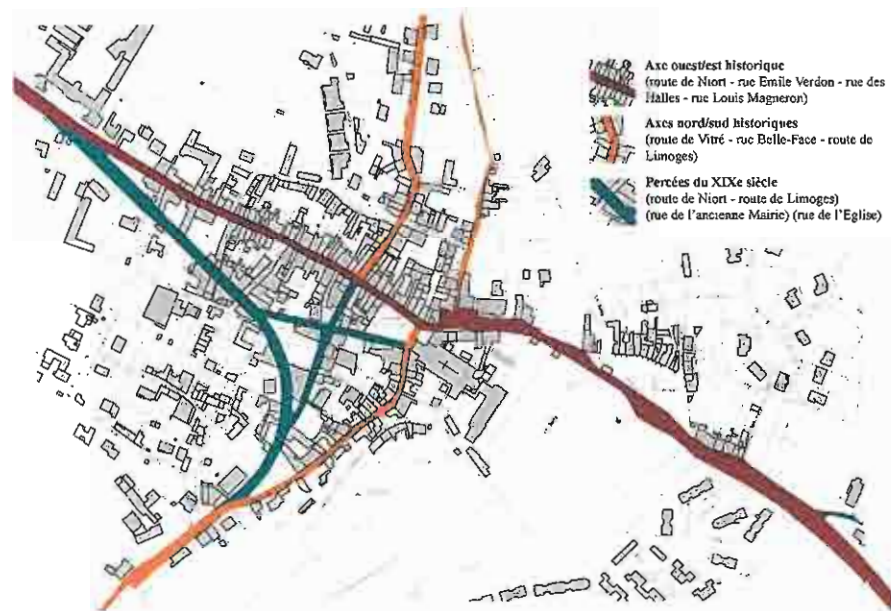 Axe ouest/est historique
(route de Niort - rue Emile Verdon - rue des
Halles - rue Louis Magneron)
Axes nord/sud historiques
(route de Vitré - rue Belle-Face - route de
Limoges)
Percées du XIXe siècle
(route de Niort - route de Limoges)
(rue de l'ancienne Mairie) (rue de l'Eglise)